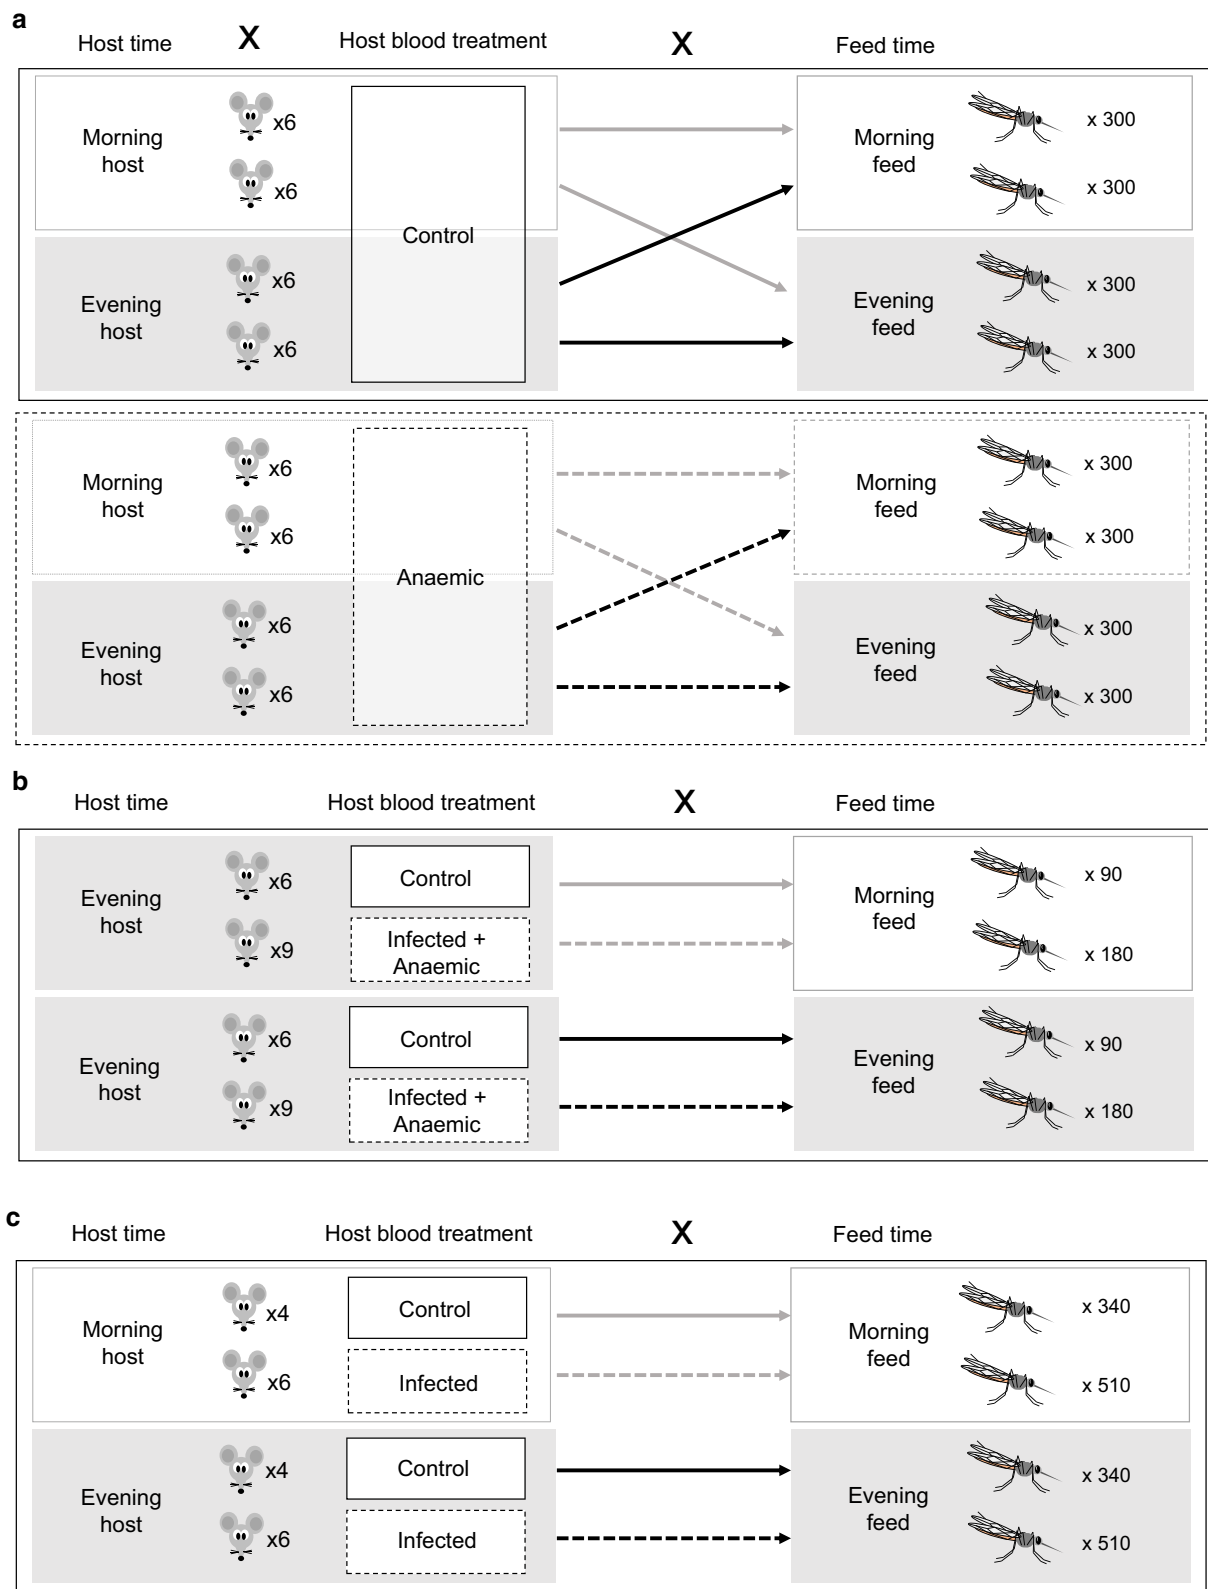 a
Host time X Host blood treatment X Feed time
Morning
host
x6
x6
Control
Morning
feed
x 300
x 300
Evening
host
x6
x6
Evening
feed
x 300
x 300
Morning
host
x6
x6
Anaemic
Morning
feed
x 300
x 300
Evening
host
x6
x6
Evening
feed
x 300
x 300
b
Host time Host blood treatment X Feed time
Evening
host
x6
x9
Control
Infected +
Anaemic
Morning
feed
x 90
x 180
Evening
host
x6
x9
Control
Infected +
Anaemic
Evening
feed
x 90
x 180
c
Host time Host blood treatment X Feed time
Morning
host
x4
x6
Control
Infected
Morning
feed
x 340
x 510
Evening
host
x4
x6
Control
Infected
Evening
feed
x 340
x 510